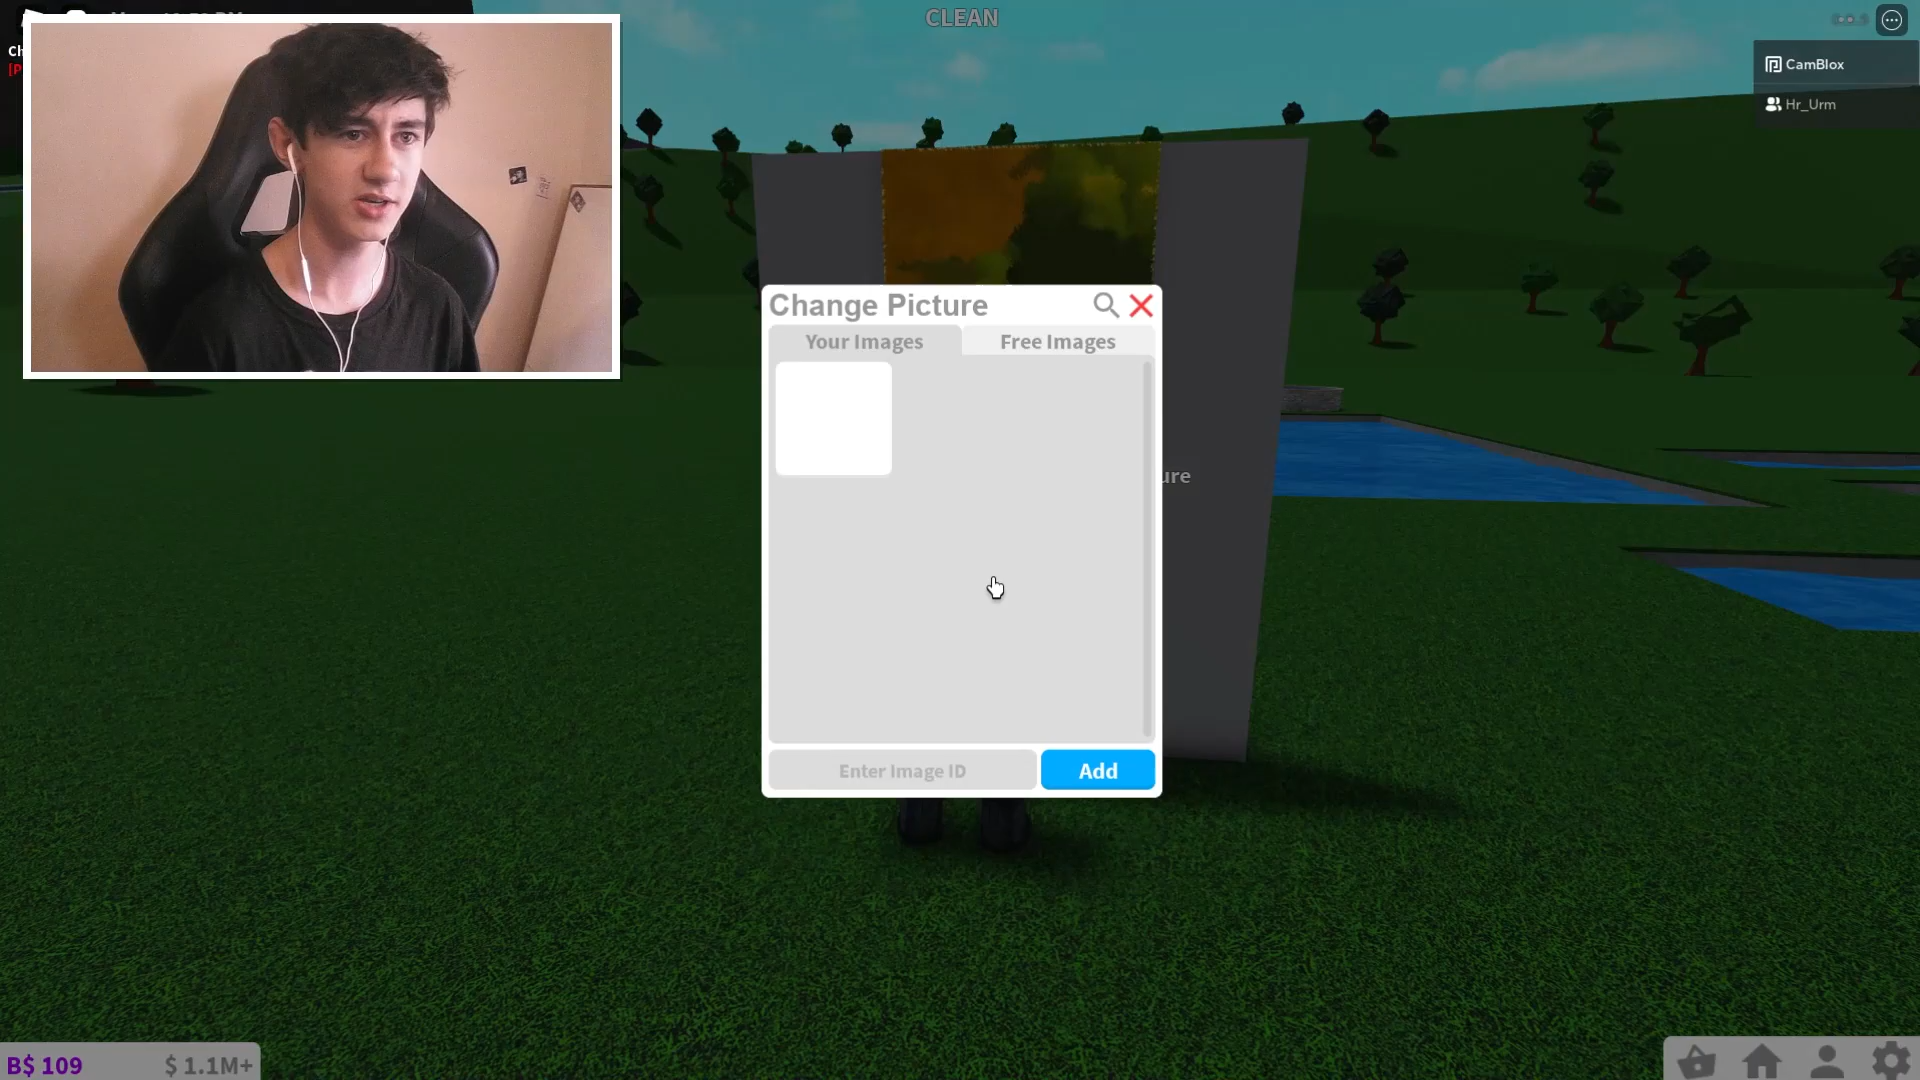 CLEAN
CamBlox
Hr_Urm
Change Picture
Your Images
Free Images
ure
Enter Image ID
Add
B$ 109
$ 1.1M+